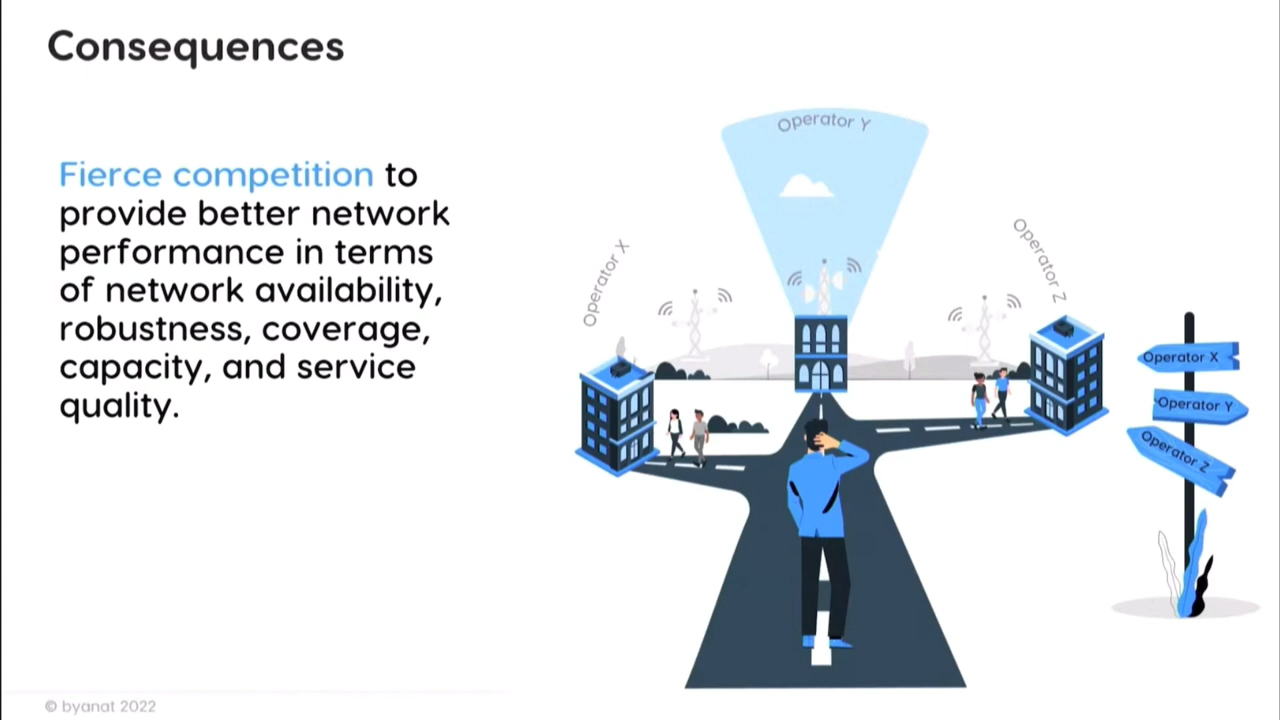 Consequences
Fierce competition to
provide better network
performance in terms
of network availability,
robustness, coverage,
capacity, and service
quality.
Operator Y
Operator X
Operator Z
Operator X
Operator Y
Operator Z
© byanat 2022